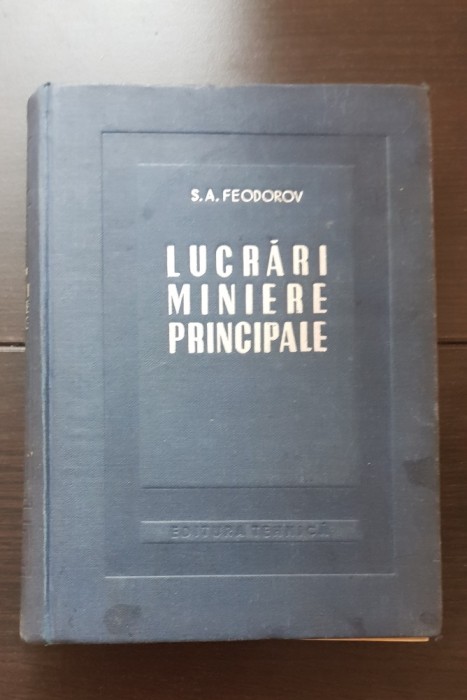 S.A. FEODOROV
LUCRĂRI
MINIERE
PRINCIPALE
EDITURA TEHNICĂ